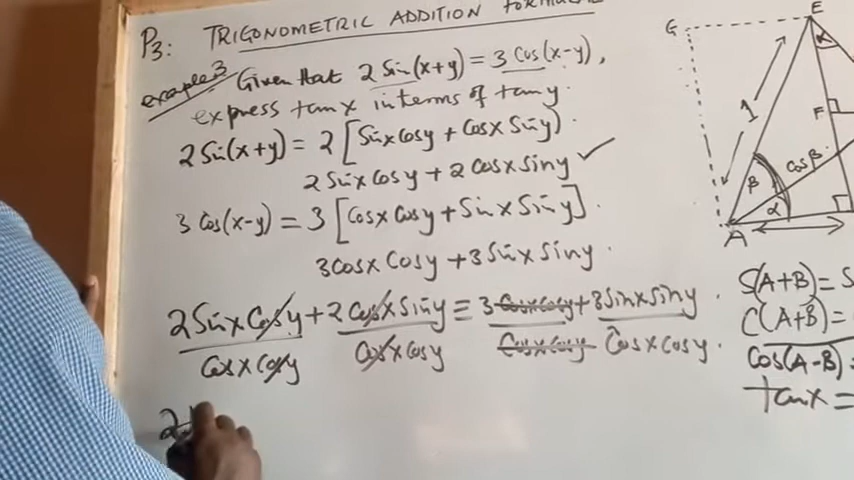 P3: TRIGONOMETRIC ADDITION FORMULAE
example 3 Given that 2 Sin(x+y) = 3 Cos(x-y),
express tan x in terms of tan y.
2 Sin(x+y) = 2 [Sin x Cos y + Cos x Sin y].
2 Sin x Cos y + 2 Cos x Sin y ✓
3 Cos(x-y) = 3 [Cos x Cos y + Sin x Sin y].
3 Cos x Cos y + 3 Sin x Sin y.
2 Sin x Cos y + 2 Cos x Sin y = 3 Cos x Cos y + 3 Sin x Sin y.
Cos x Cos y Cos x Cos y Cos x Cos y Cos x Cos y.
2
G E
α
1
F
β Cos β
α
A
S(A+B) = S
C(A+B) =
Cos(A-B) =
tan x =